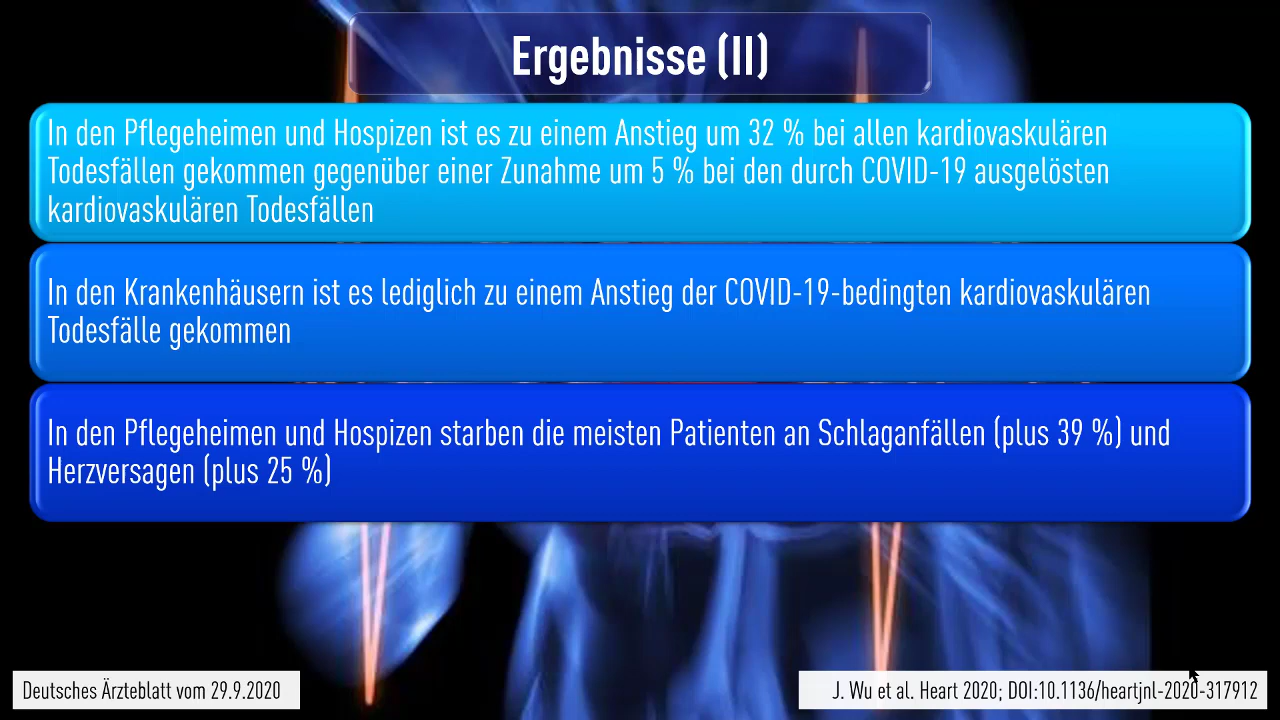 Ergebnisse (II)
In den Pflegeheimen und Hospizen ist es zu einem Anstieg um 32 % bei allen kardiovaskulären
Todesfällen gekommen gegenüber einer Zunahme um 5 % bei den durch COVID-19 ausgelösten
kardiovaskulären Todesfällen
In den Krankenhäusern ist es lediglich zu einem Anstieg der COVID-19-bedingten kardiovaskulären
Todesfälle gekommen
In den Pflegeheimen und Hospizen starben die meisten Patienten an Schlaganfällen (plus 39 %) und
Herzversagen (plus 25 %)
Deutsches Ärzteblatt vom 29.9.2020
J. Wu et al. Heart 2020; DOI:10.1136/heartjnl-2020-317912